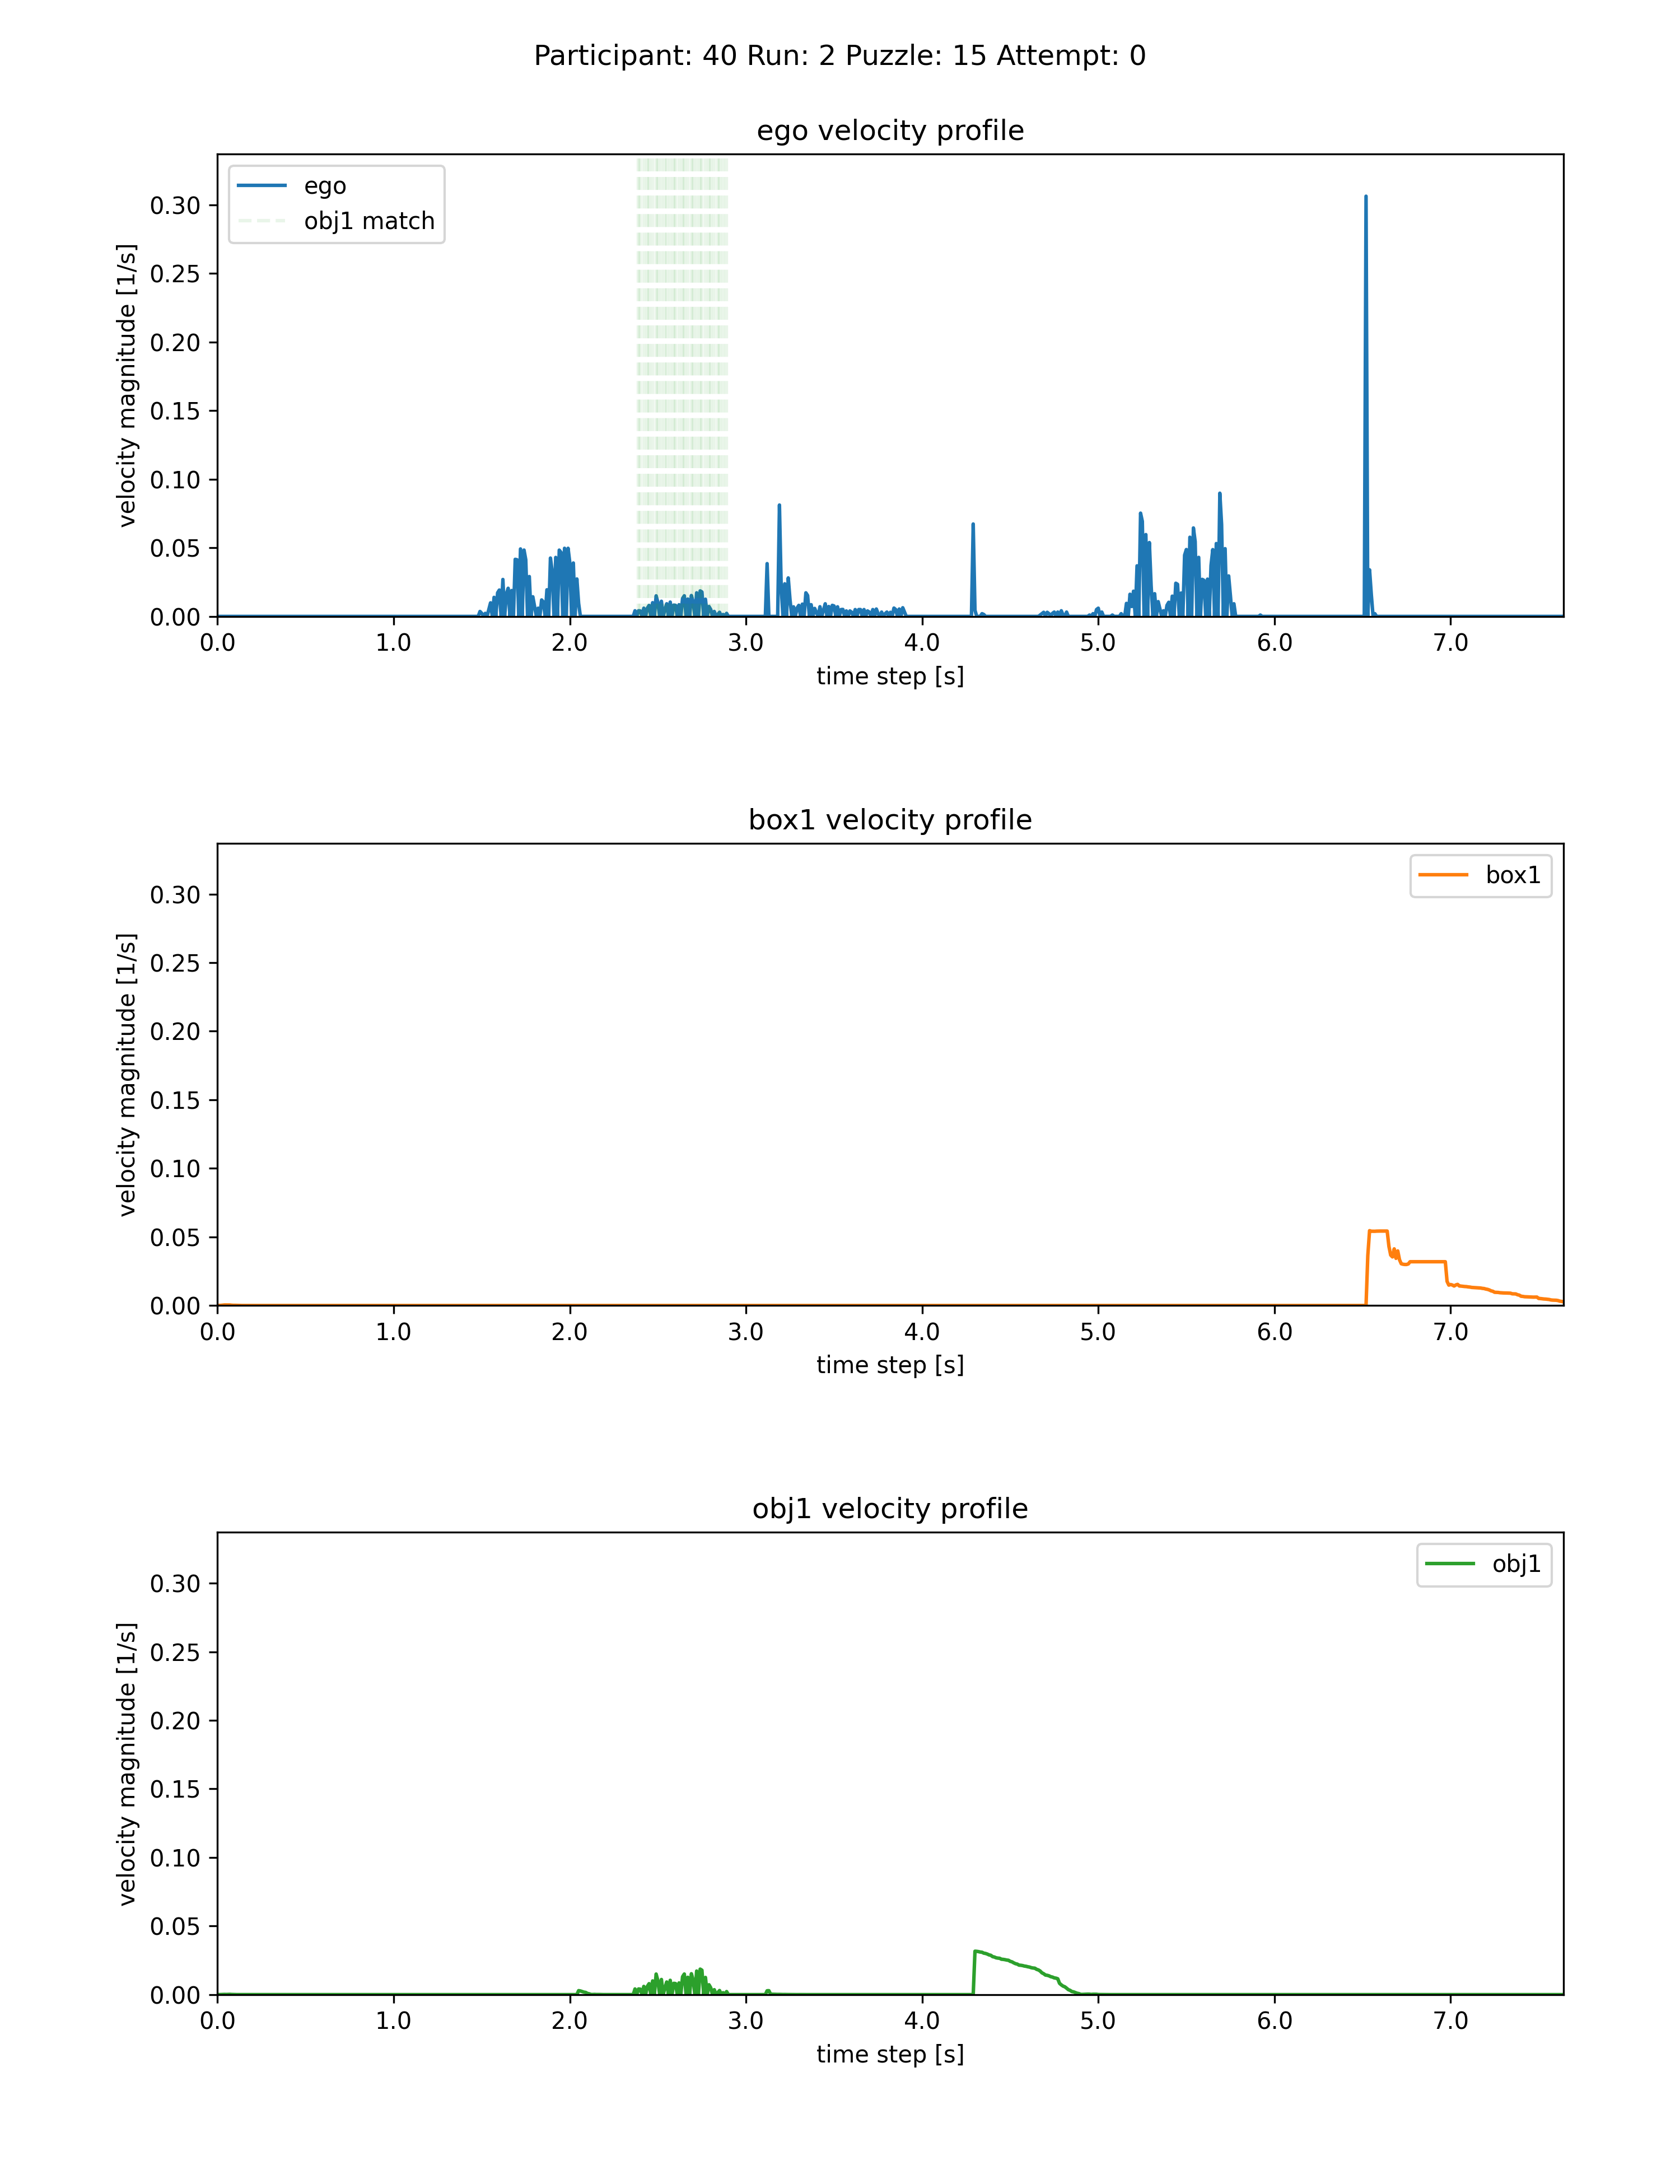 Participant: 40 Run: 2 Puzzle: 15 Attempt: 0
ego velocity profile
ego
obj1 match
velocity magnitude [1/s]
0.30
0.25
0.20
0.15
0.10
0.05
0.00
0.0 1.0 2.0 3.0 4.0 5.0 6.0 7.0
time step [s]
box1 velocity profile
box1
velocity magnitude [1/s]
0.30
0.25
0.20
0.15
0.10
0.05
0.00
0.0 1.0 2.0 3.0 4.0 5.0 6.0 7.0
time step [s]
obj1 velocity profile
obj1
velocity magnitude [1/s]
0.30
0.25
0.20
0.15
0.10
0.05
0.00
0.0 1.0 2.0 3.0 4.0 5.0 6.0 7.0
time step [s]